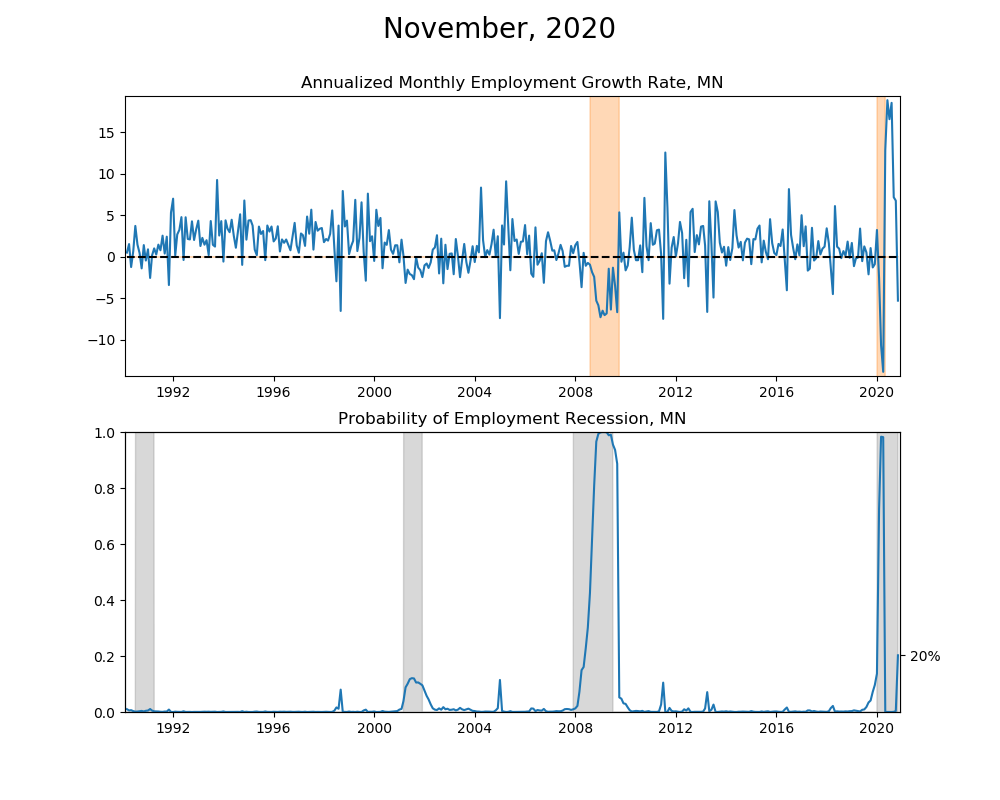 November, 2020
Annualized Monthly Employment Growth Rate, MN
15
10
5
0
−5
−10
1992 1996 2000 2004 2008 2012 2016 2020
Probability of Employment Recession, MN
1.0
0.8
0.6
0.4
0.2
0.0
20%
1992 1996 2000 2004 2008 2012 2016 2020